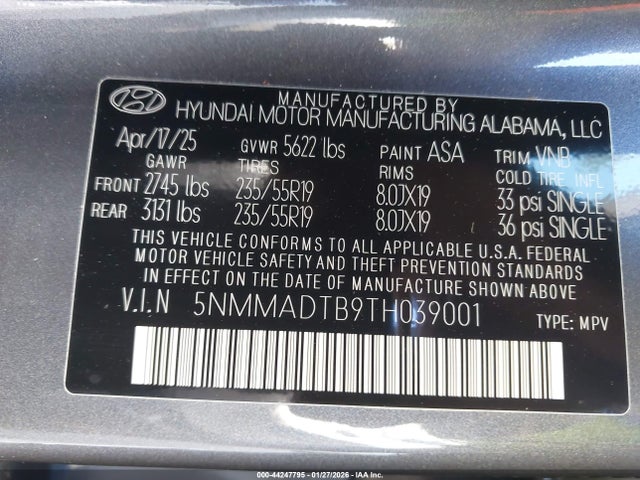 MANUFACTURED BY
HYUNDAI MOTOR MANUFACTURING ALABAMA, LLC
Apr/17/25 GVWR 5622 lbs PAINT ASA TRIM VNB
GAWR TIRES RIMS COLD TIRE INFL
FRONT 2745 lbs 235/55R19 8.0JX19 33 psi SINGLE
REAR 3131 lbs 235/55R19 8.0JX19 36 psi SINGLE
THIS VEHICLE CONFORMS TO ALL APPLICABLE U.S.A. FEDERAL
MOTOR VEHICLE SAFETY AND THEFT PREVENTION STANDARDS
IN EFFECT ON THE DATE OF MANUFACTURE SHOWN ABOVE.
V.I.N 5NMMADTB9TH039001 TYPE: MPV
000-44247795 - 01/27/2026 - IAA Inc.